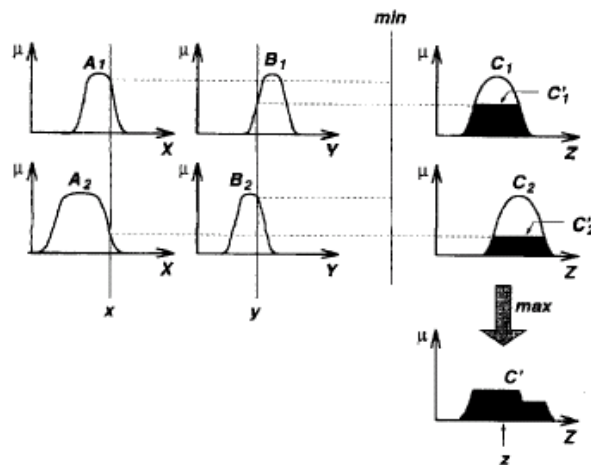 min
μ A1 X
μ B1 Y
μ C1 C'1 Z
μ A2 X
μ B2 Y
μ C2 C'2 Z
x y
max
μ C' Z
z